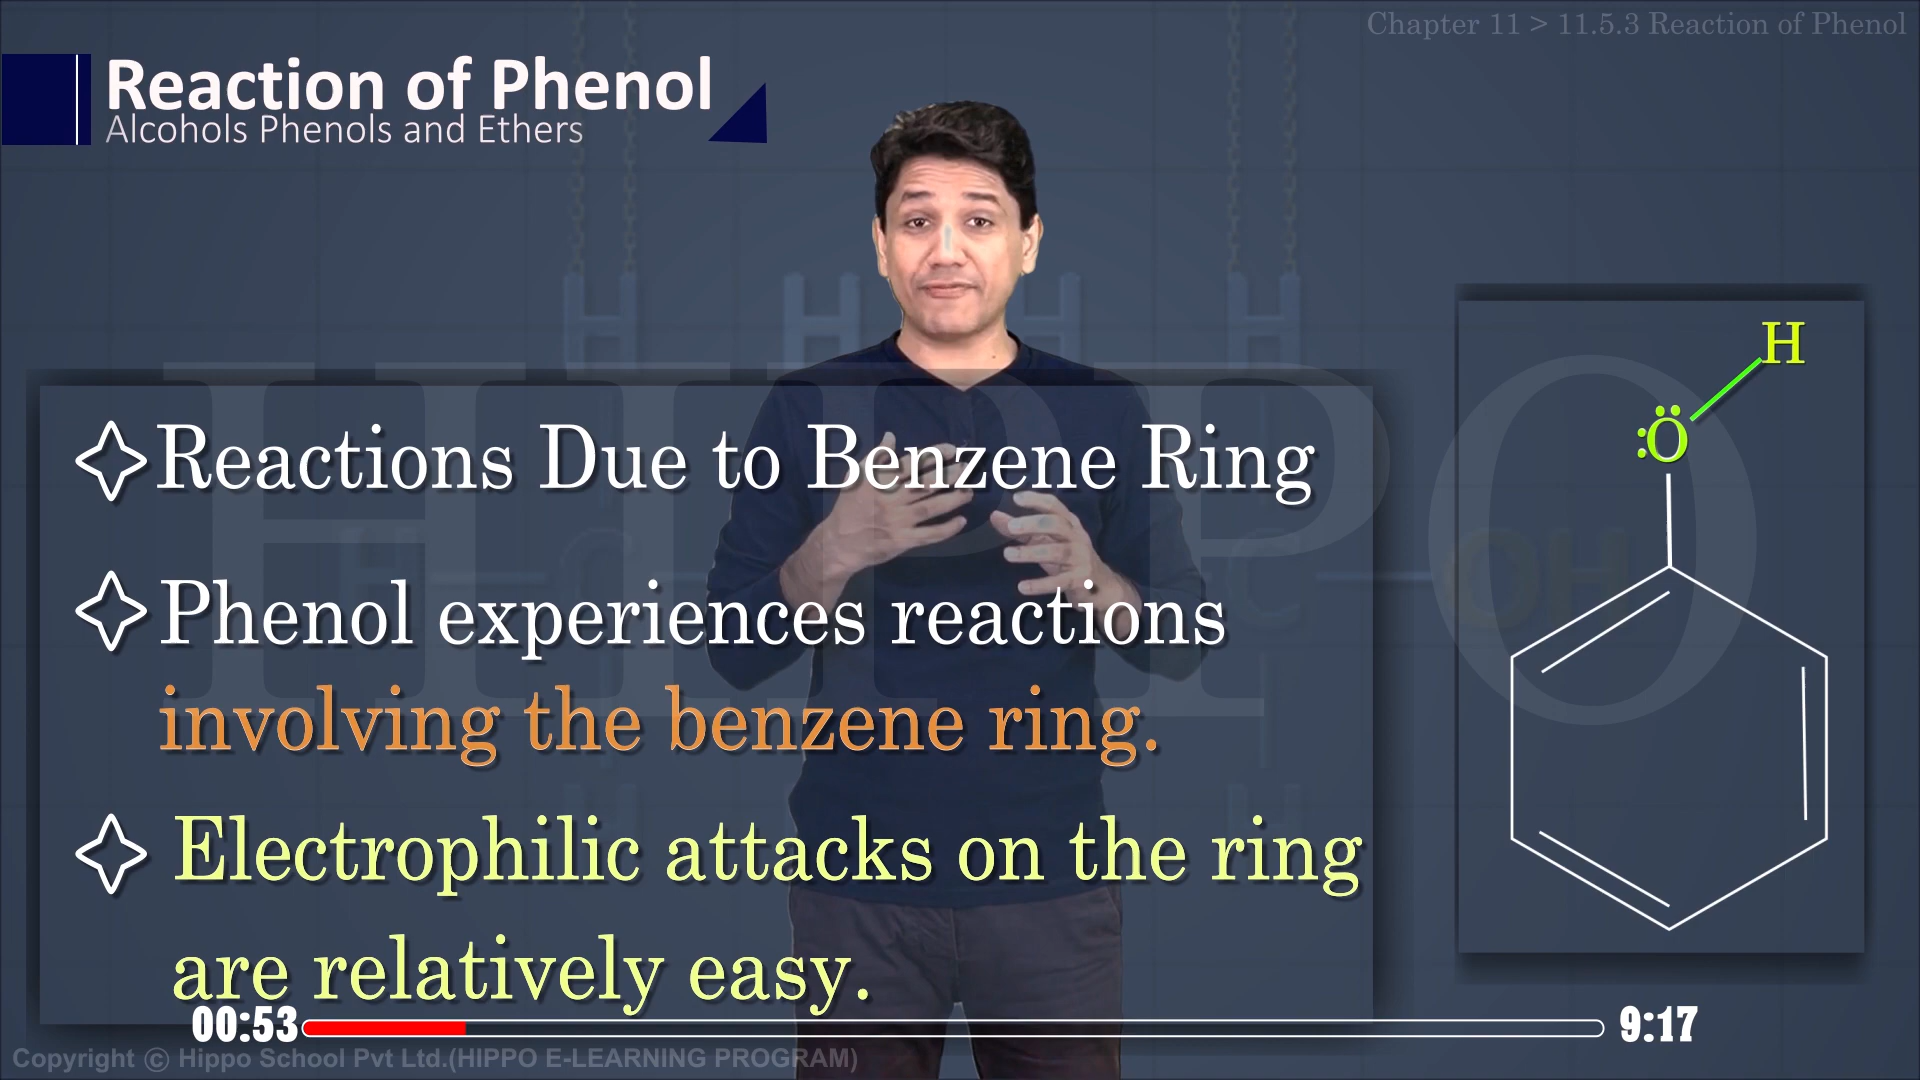 Chapter 11 > 11.5.3 Reaction of Phenol
Reaction of Phenol
Alcohols Phenols and Ethers
HIPPO
Reactions Due to Benzene Ring
Phenol experiences reactions
involving the benzene ring.
Electrophilic attacks on the ring
are relatively easy.
H
:Ö
H H H H
C C OH
H H
00:53
9:17
Copyright © Hippo School Pvt Ltd.(HIPPO E-LEARNING PROGRAM)